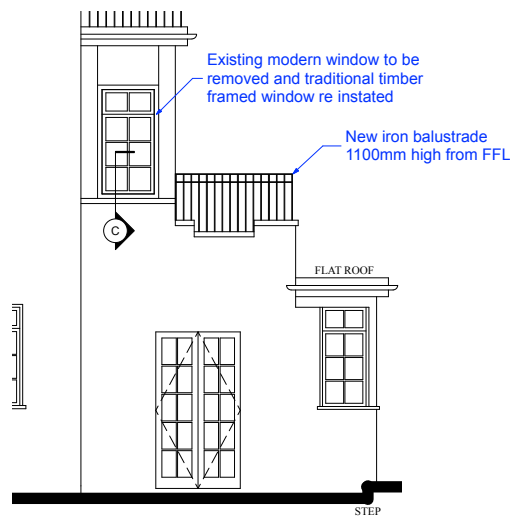 Existing modern window to be
removed and traditional timber
framed window re instated
New iron balustrade
1100mm high from FFL
C
FLAT ROOF
STEP